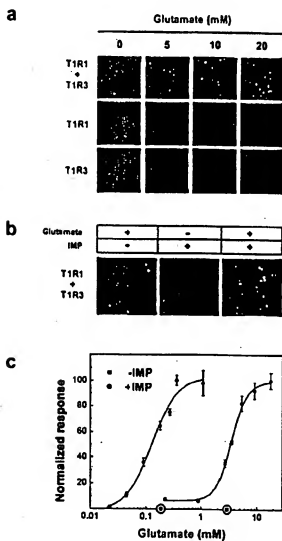 a
Glutamate (mM)
0 5 10 20
T1R1
+
T1R3
T1R1
T1R3
b
Glutamate + - +
IMP - + +
T1R1
+
T1R3
c
-IMP
+IMP
100
80
60
40
20
Normalized response
0.01 0.1 1 10
Glutamate (mM)